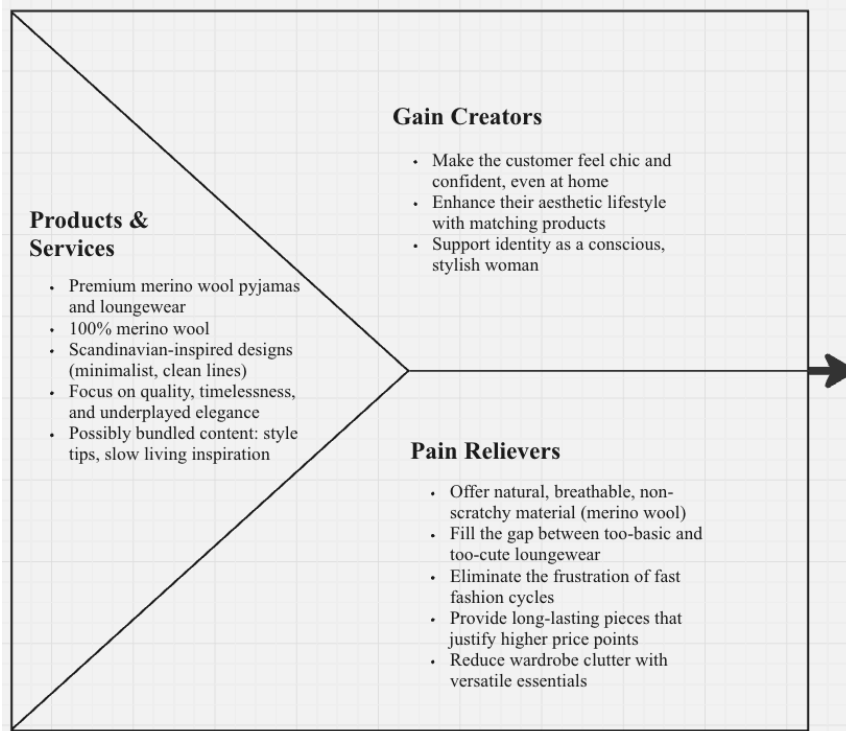 Gain Creators
• Make the customer feel chic and
confident, even at home
• Enhance their aesthetic lifestyle
with matching products
• Support identity as a conscious,
stylish woman
Products &
Services
• Premium merino wool pyjamas
and loungewear
• 100% merino wool
• Scandinavian-inspired designs
(minimalist, clean lines)
• Focus on quality, timelessness,
and underplayed elegance
• Possibly bundled content: style
tips, slow living inspiration
Pain Relievers
• Offer natural, breathable, non-
scratchy material (merino wool)
• Fill the gap between too-basic and
too-cute loungewear
• Eliminate the frustration of fast
fashion cycles
• Provide long-lasting pieces that
justify higher price points
• Reduce wardrobe clutter with
versatile essentials